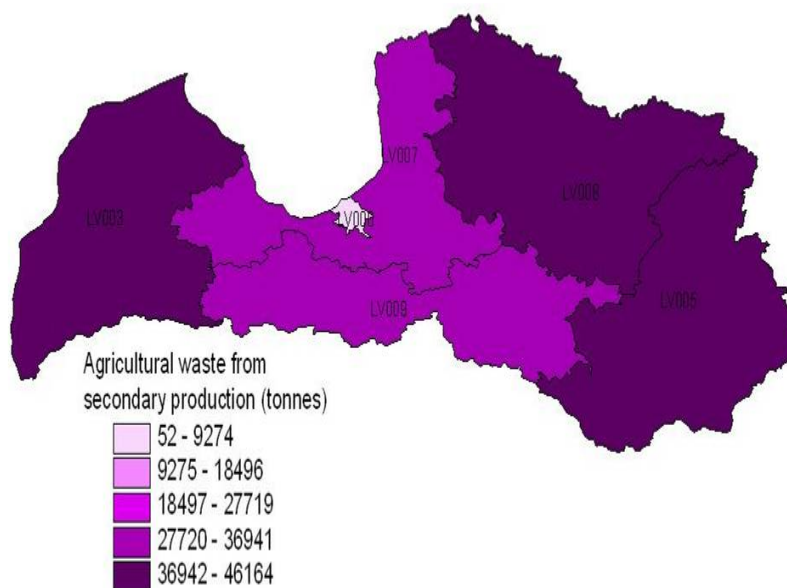 LV007
LV008
LV003
LV006
LV005
LV009
Agricultural waste from
secondary production (tonnes)
52 - 9274
9275 - 18496
18497 - 27719
27720 - 36941
36942 - 46164